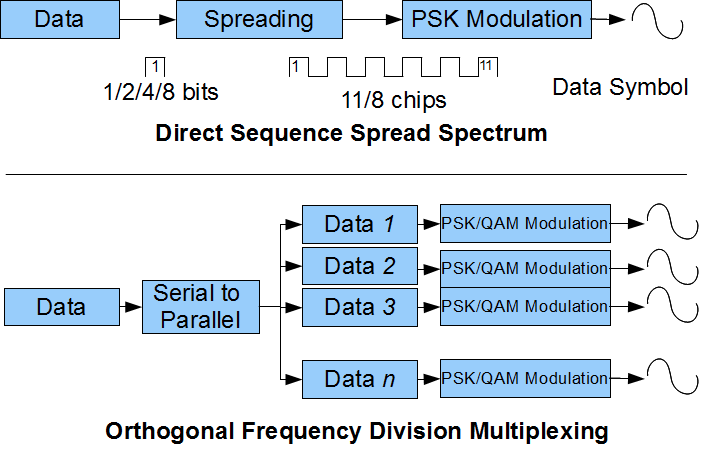 Data
Spreading
PSK Modulation
1
1
11
1/2/4/8 bits
11/8 chips
Data Symbol
Direct Sequence Spread Spectrum
Data 1
PSK/QAM Modulation
Data 2
PSK/QAM Modulation
Data
Serial to
Parallel
Data 3
PSK/QAM Modulation
Data n
PSK/QAM Modulation
Orthogonal Frequency Division Multiplexing